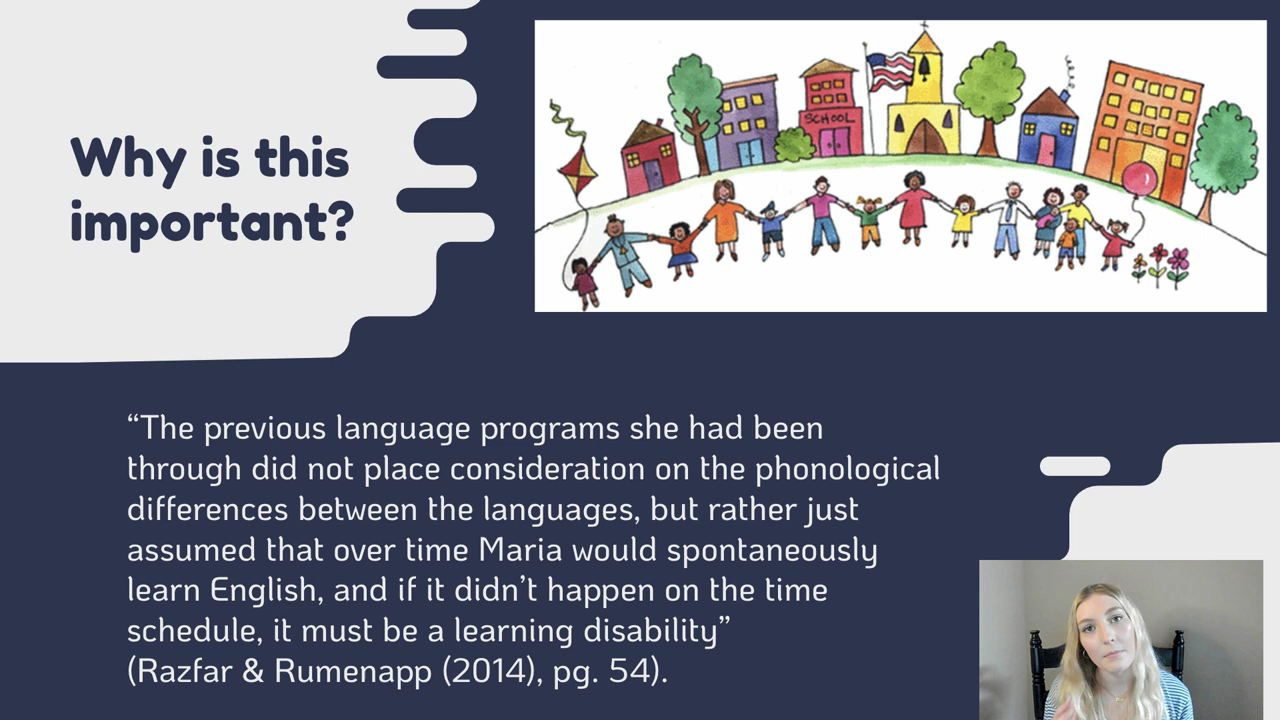 Why is this
important?
SCHOOL
“The previous language programs she had been
through did not place consideration on the phonological
differences between the languages, but rather just
assumed that over time Maria would spontaneously
learn English, and if it didn’t happen on the time
schedule, it must be a learning disability”
(Razfar & Rumenapp (2014), pg. 54).